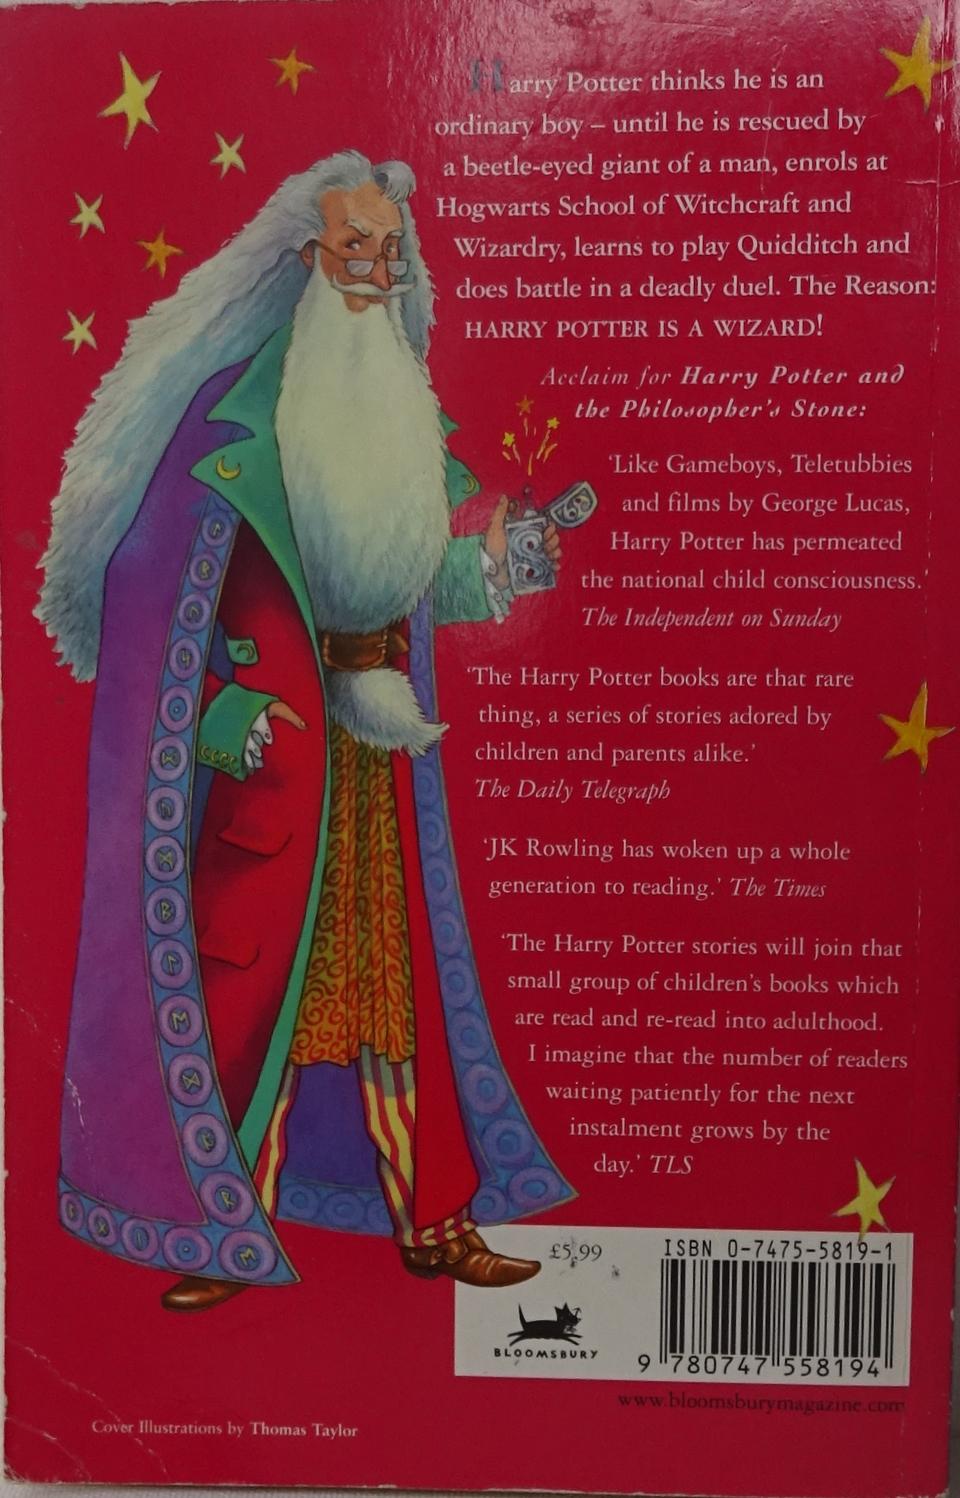 Harry Potter thinks he is an
ordinary boy – until he is rescued by
a beetle-eyed giant of a man, enrols at
Hogwarts School of Witchcraft and
Wizardry, learns to play Quidditch and
does battle in a deadly duel. The Reason:
HARRY POTTER IS A WIZARD!
Acclaim for Harry Potter and
the Philosopher's Stone:
'Like Gameboys, Teletubbies
and films by George Lucas,
Harry Potter has permeated
the national child consciousness.'
The Independent on Sunday
'The Harry Potter books are that rare
thing, a series of stories adored by
children and parents alike.'
The Daily Telegraph
'JK Rowling has woken up a whole
generation to reading.' The Times
'The Harry Potter stories will join that
small group of children's books which
are read and re-read into adulthood.
I imagine that the number of readers
waiting patiently for the next
instalment grows by the
day.' TLS
£5.99
ISBN 0-7475-5819-1
BLOOMSBURY
9 780747 558194
www.bloomsburymagazine.com
Cover Illustrations by Thomas Taylor